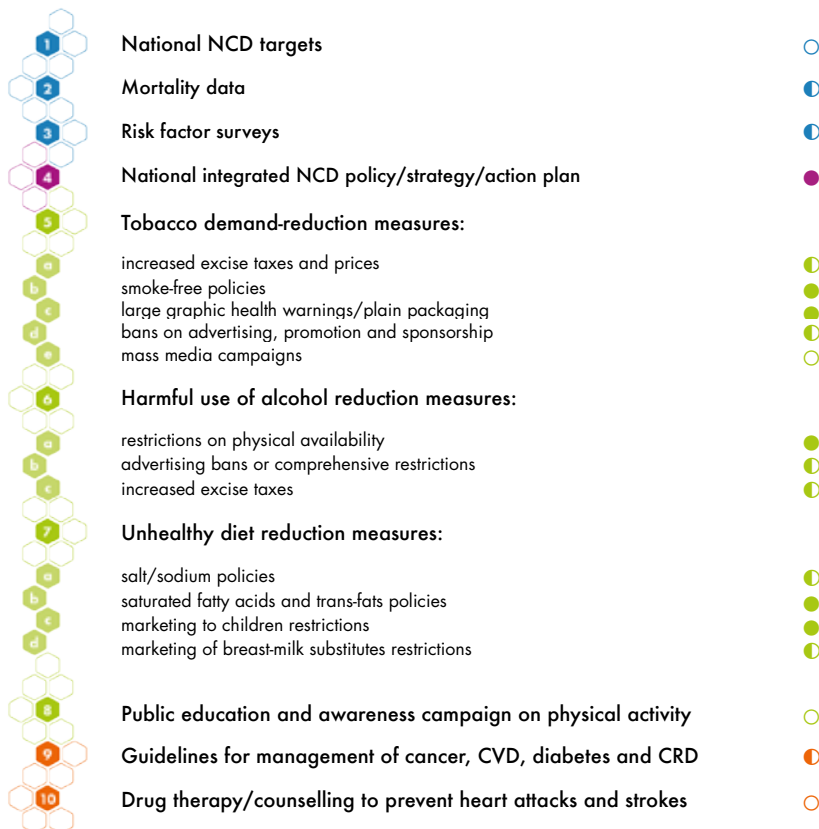 1 National NCD targets
2 Mortality data
3 Risk factor surveys
4 National integrated NCD policy/strategy/action plan
5 Tobacco demand-reduction measures:
a increased excise taxes and prices
b smoke-free policies
c large graphic health warnings/plain packaging
d bans on advertising, promotion and sponsorship
e mass media campaigns
6 Harmful use of alcohol reduction measures:
a restrictions on physical availability
b advertising bans or comprehensive restrictions
c increased excise taxes
7 Unhealthy diet reduction measures:
a salt/sodium policies
b saturated fatty acids and trans-fats policies
c marketing to children restrictions
d marketing of breast-milk substitutes restrictions
8 Public education and awareness campaign on physical activity
9 Guidelines for management of cancer, CVD, diabetes and CRD
10 Drug therapy/counselling to prevent heart attacks and strokes